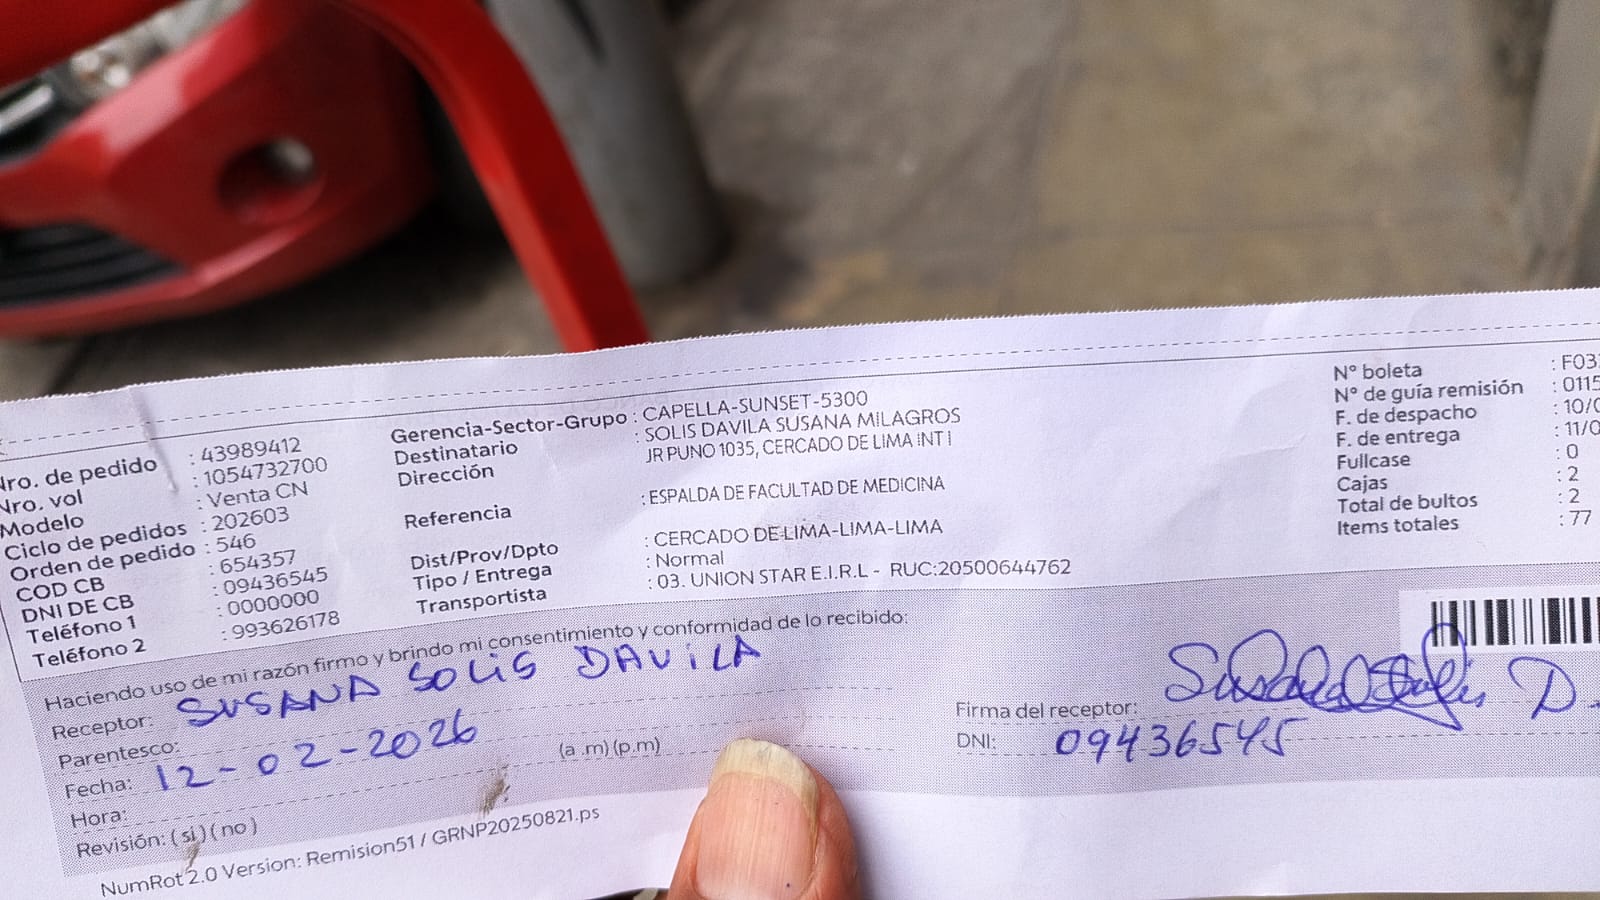 Nro. de pedido : 43989412
Nro. vol : 1054732700
Modelo : Venta CN
Ciclo de pedidos : 202603
Orden de pedido : 546
COD CB : 654357
DNI DE CB : 09436545
Teléfono 1 : 0000000
Teléfono 2 : 993626178
Gerencia-Sector-Grupo : CAPELLA-SUNSET-5300
Destinatario : SOLIS DAVILA SUSANA MILAGROS
Dirección JR PUNO 1035, CERCADO DE LIMA INT I
Referencia : ESPALDA DE FACULTAD DE MEDICINA
Dist/Prov/Dpto : CERCADO DE LIMA-LIMA-LIMA
Tipo / Entrega : Normal
Transportista : 03. UNION STAR E.I.R.L - RUC:20500644762
N° boleta : F03
N° de guía remisión : 0115
F. de despacho : 10/0
F. de entrega : 11/0
Fullcase : 0
Cajas : 2
Total de bultos : 2
Items totales : 77
Haciendo uso de mi razón firmo y brindo mi consentimiento y conformidad de lo recibido:
Receptor: SUSANA SOLIS DAVILA
Parentesco:
Fecha: 12-02-2026
Hora: (a .m) (p.m)
Revisión: ( si ) ( no )
Firma del receptor:
DNI: 09436545
NumRot 2.0 Version: Remision51 / GRNP20250821.ps